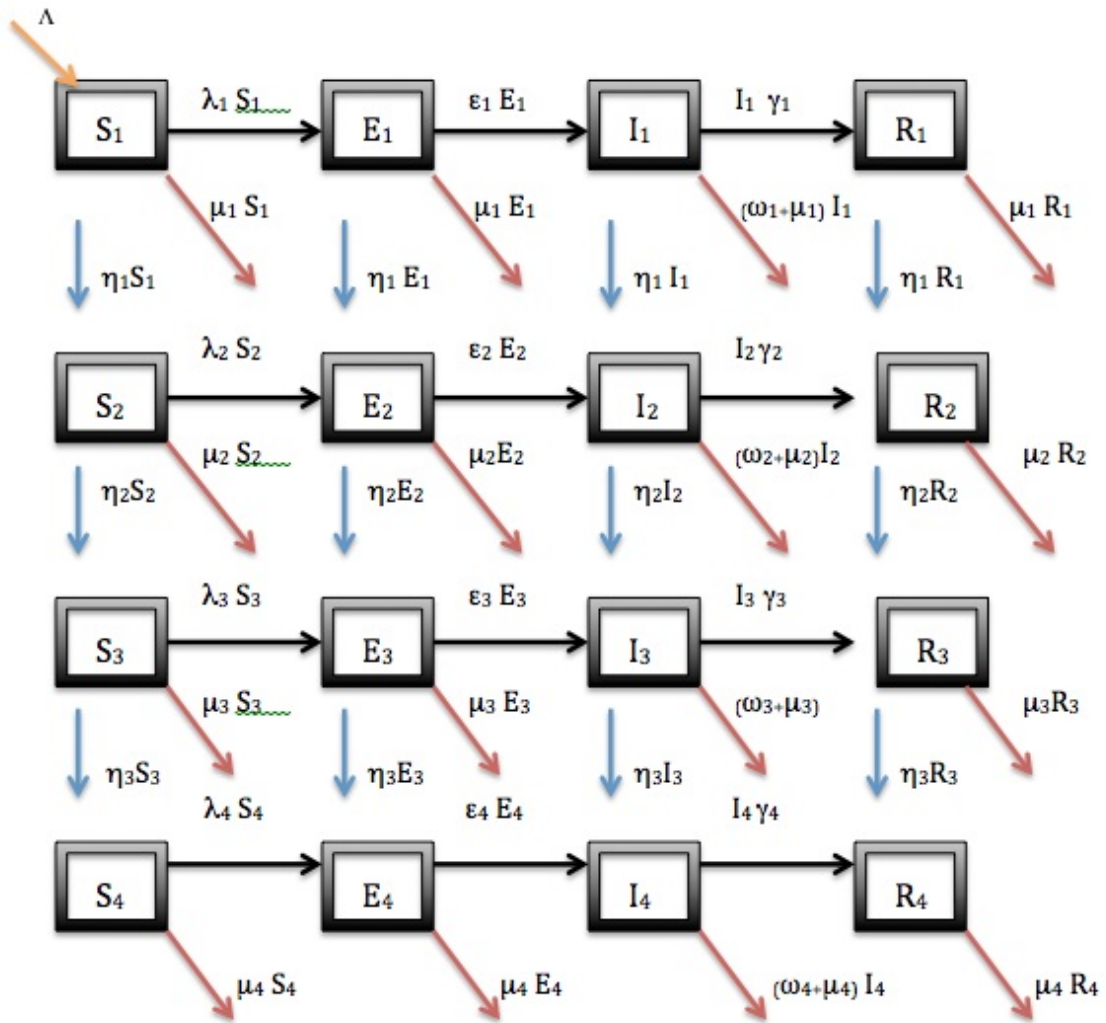 Λ
λ₁ S₁ ε₁ E₁ I₁ γ₁
S₁ E₁ I₁ R₁
μ₁ S₁ μ₁ E₁ (ω₁₊μ₁) I₁ μ₁ R₁
η₁S₁ η₁ E₁ η₁ I₁ η₁ R₁
λ₂ S₂ ε₂ E₂ I₂ γ₂
S₂ E₂ I₂ R₂
μ₂ S₂ μ₂E₂ (ω₂₊μ₂)I₂ μ₂ R₂
η₂S₂ η₂E₂ η₂I₂ η₂R₂
λ₃ S₃ ε₃ E₃ I₃ γ₃
S₃ E₃ I₃ R₃
μ₃ S₃ μ₃ E₃ (ω₃₊μ₃) μ₃R₃
η₃S₃ η₃E₃ η₃I₃ η₃R₃
λ₄ S₄ ε₄ E₄ I₄ γ₄
S₄ E₄ I₄ R₄
μ₄ S₄ μ₄ E₄ (ω₄₊μ₄) I₄ μ₄ R₄